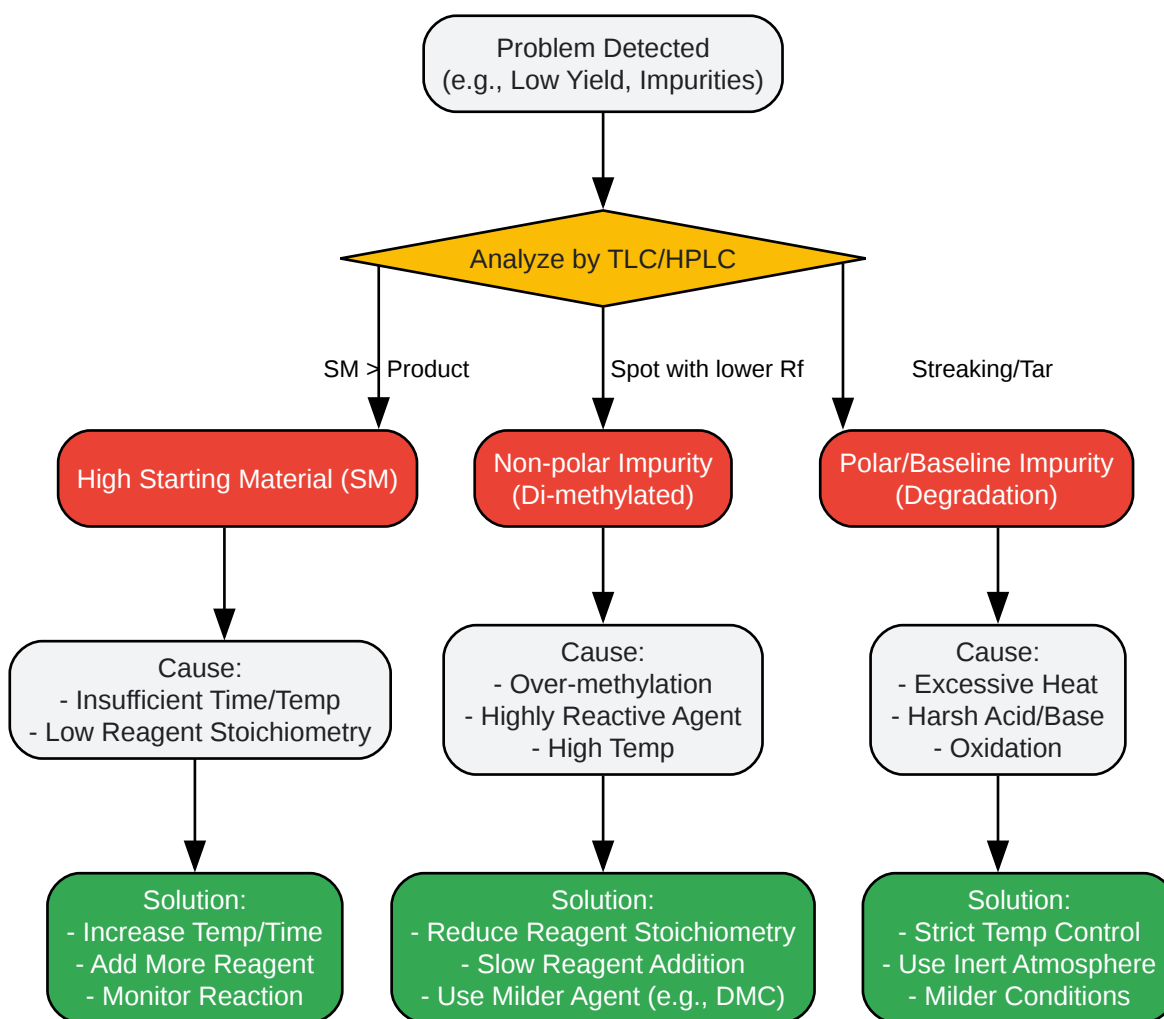 Problem Detected
(e.g., Low Yield, Impurities)
Analyze by TLC/HPLC
SM > Product
Spot with lower Rf
Streaking/Tar
High Starting Material (SM)
Non-polar Impurity
(Di-methylated)
Polar/Baseline Impurity
(Degradation)
Cause:
- Insufficient Time/Temp
- Low Reagent Stoichiometry
Cause:
- Over-methylation
- Highly Reactive Agent
- High Temp
Cause:
- Excessive Heat
- Harsh Acid/Base
- Oxidation
Solution:
- Increase Temp/Time
- Add More Reagent
- Monitor Reaction
Solution:
- Reduce Reagent Stoichiometry
- Slow Reagent Addition
- Use Milder Agent (e.g., DMC)
Solution:
- Strict Temp Control
- Use Inert Atmosphere
- Milder Conditions